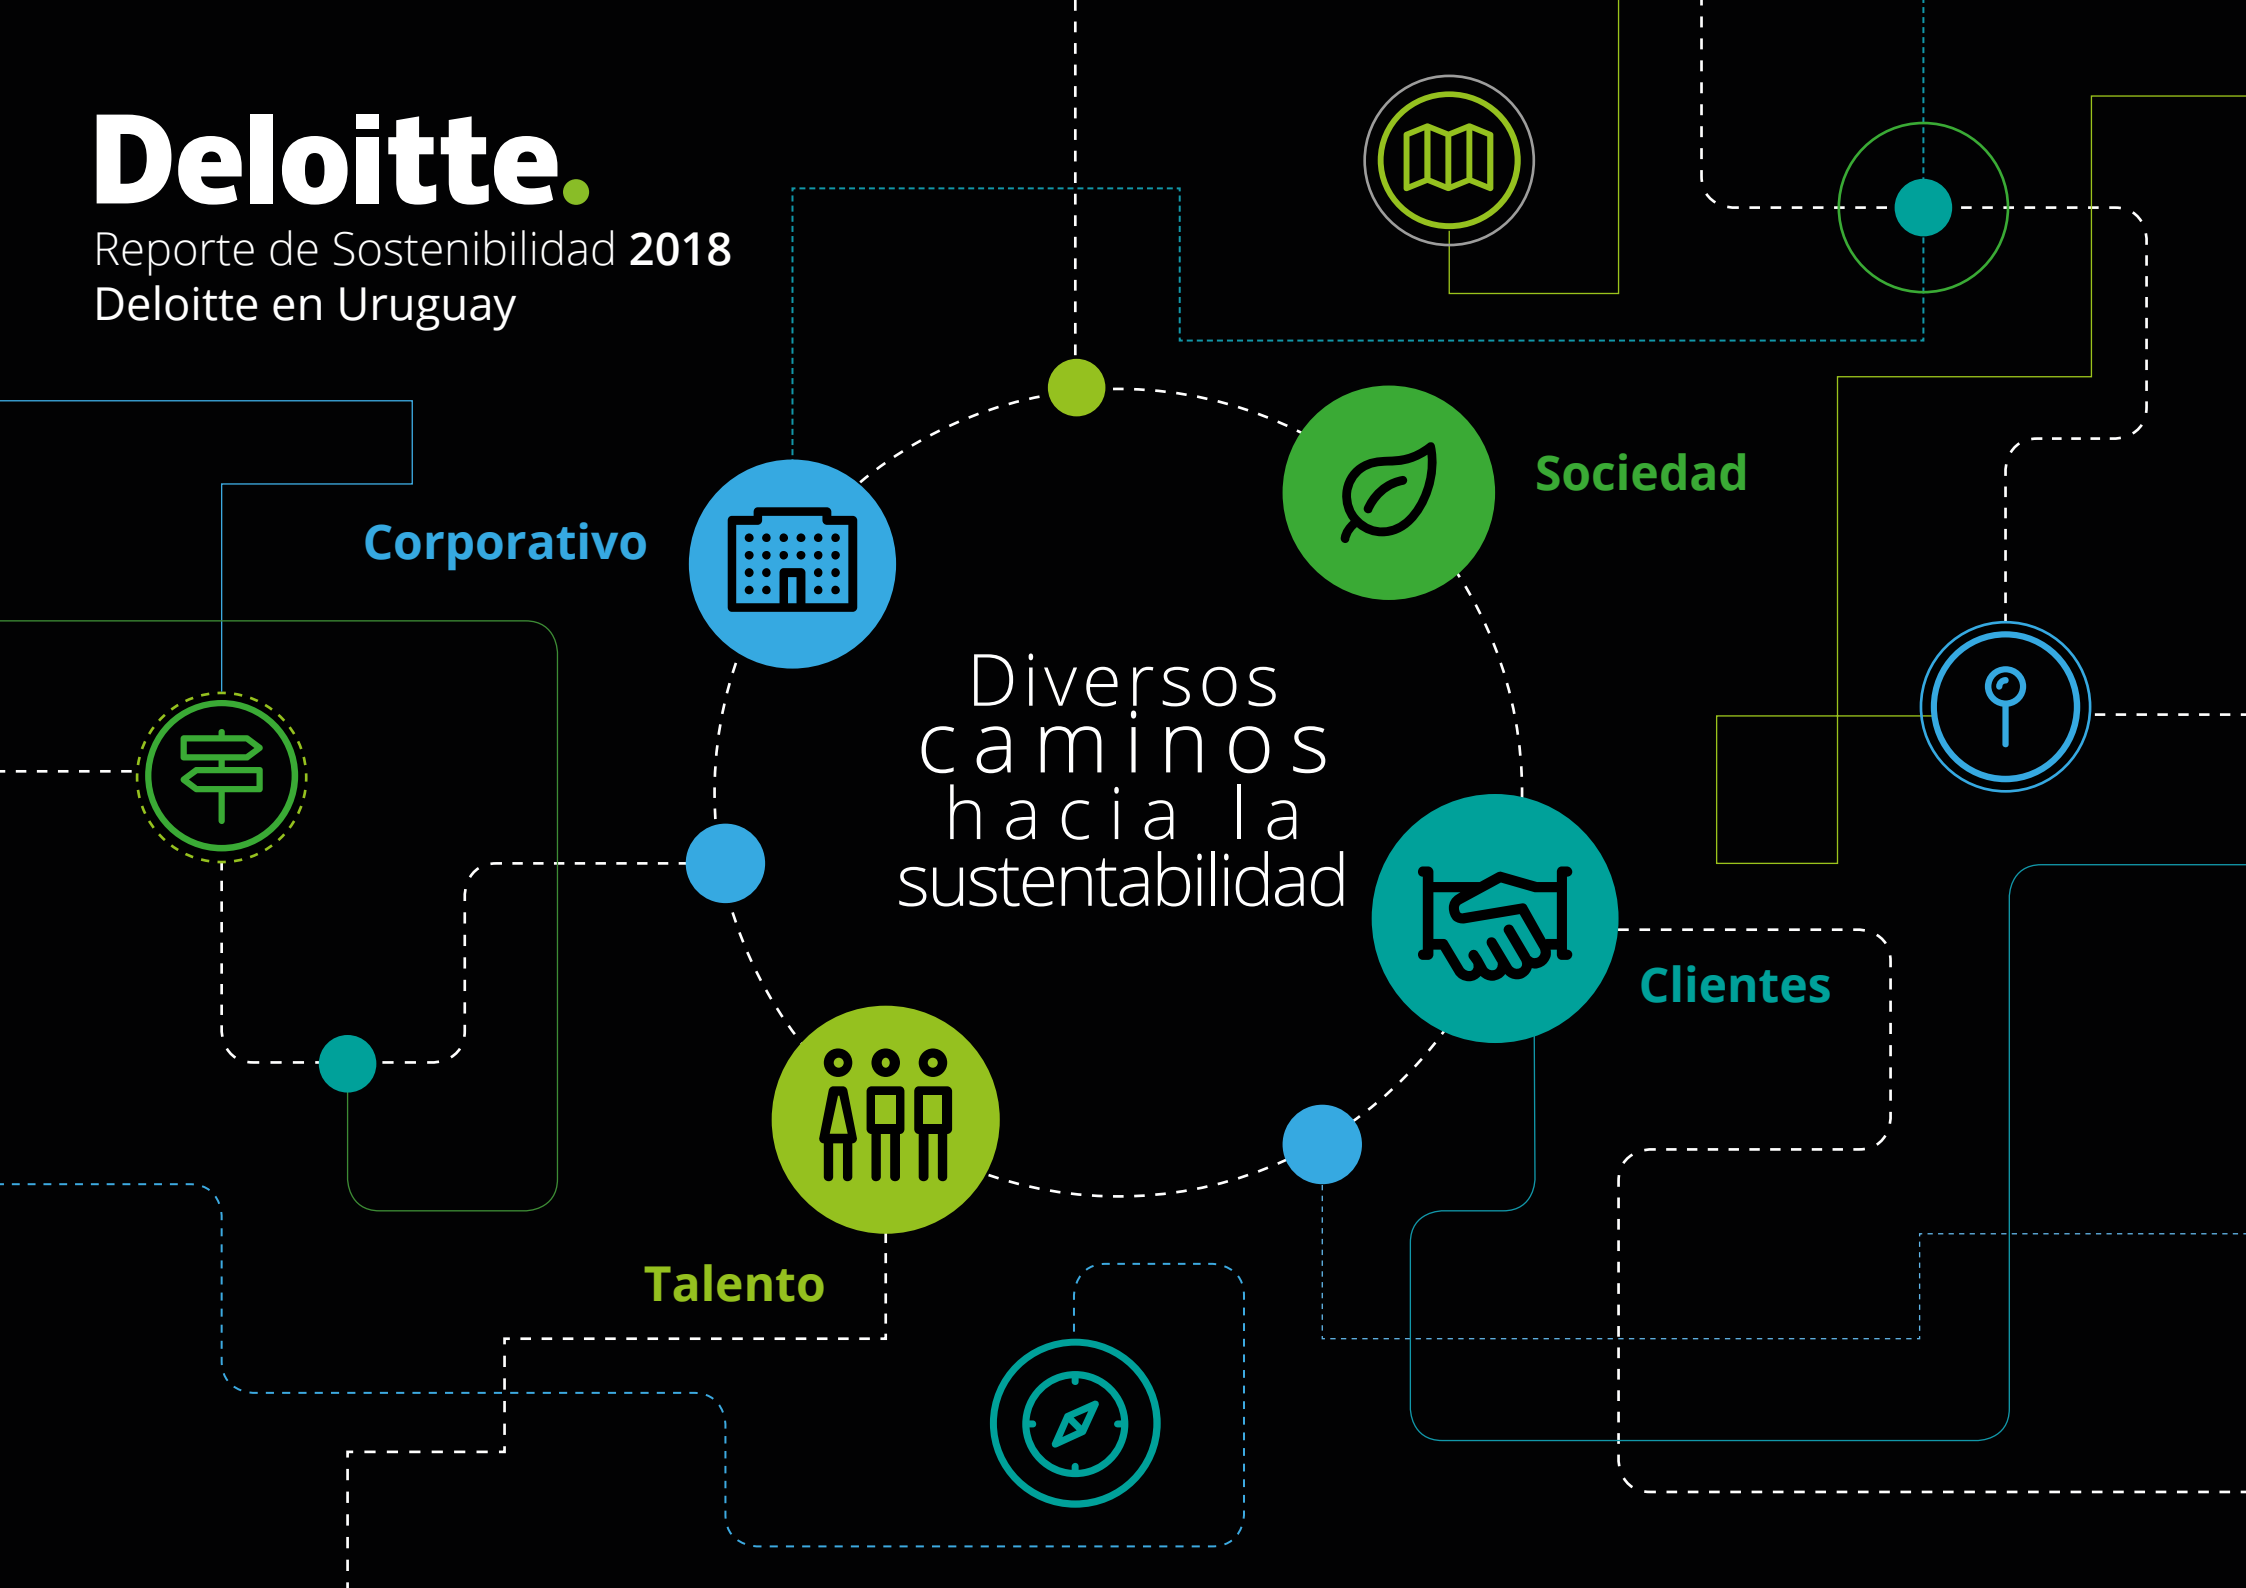 Deloitte.
Reporte de Sostenibilidad 2018
Deloitte en Uruguay
Sociedad
Corporativo
Diversos
caminos
hacia la
sustentabilidad
Clientes
Talento